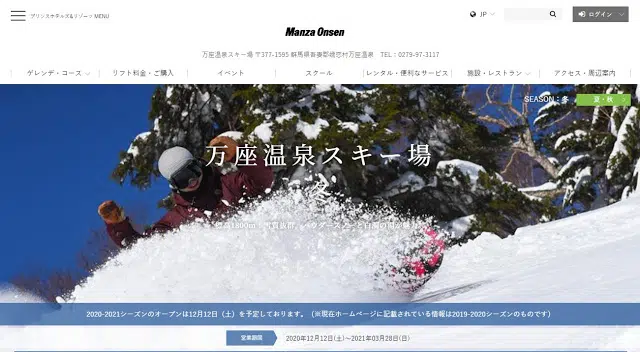 プリンスホテルズ&リゾーツ MENU
JP
ログイン
Manza Onsen
万座温泉スキー場 〒377-1595 群馬県吾妻郡嬬恋村万座温泉 TEL:0279-97-3117
ゲレンデ・コース
リフト料金・ご購入
イベント
スクール
レンタル・便利なサービス
施設・レストラン
アクセス・周辺案内
SEASON:冬
夏・秋
万座温泉スキー場
冬
2020-2021シーズンのオープンは12月12日(土)を予定しております。(※現在ホームページに記載されている情報は2019-2020シーズンのものです)
営業期間
2020年12月12日(土)~2021年03月28日(日)